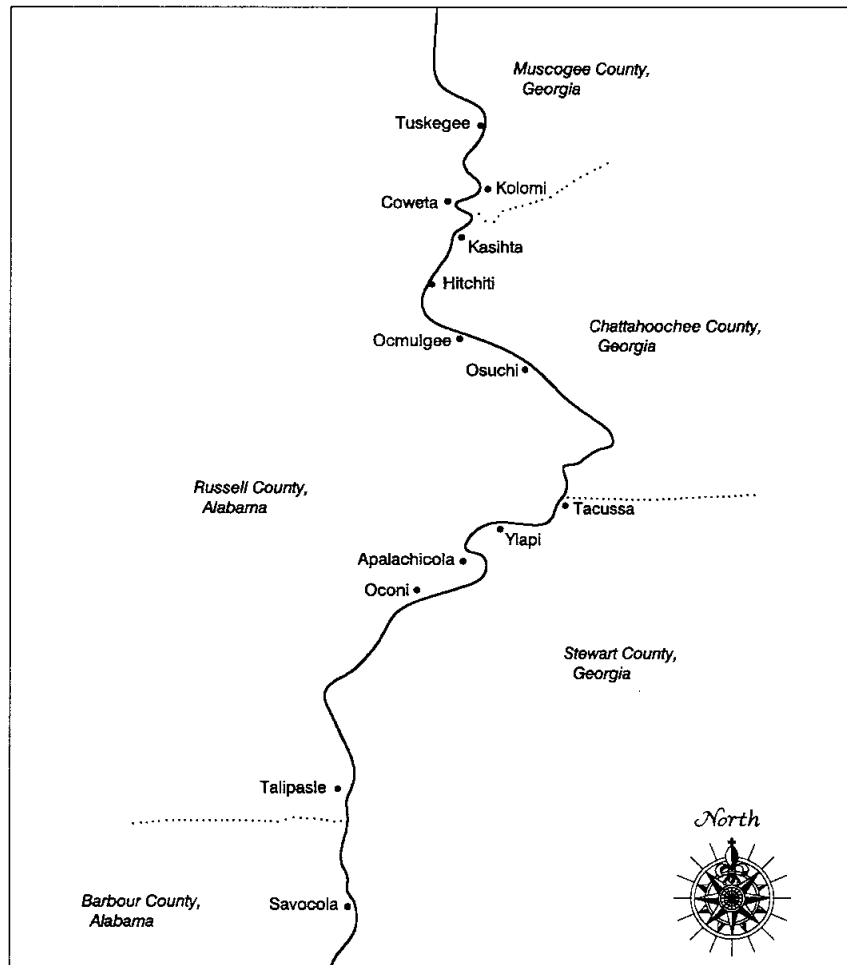 Muscogee County,
Georgia
Tuskegee
Kolomi
Coweta
Kasihta
Hitchiti
Chattahoochee County,
Georgia
Ocmulgee
Osuchi
Russell County,
Alabama
Tacussa
Ylapi
Apalachicola
Oconi
Stewart County,
Georgia
Talipasle
North
Barbour County,
Alabama
Savocola